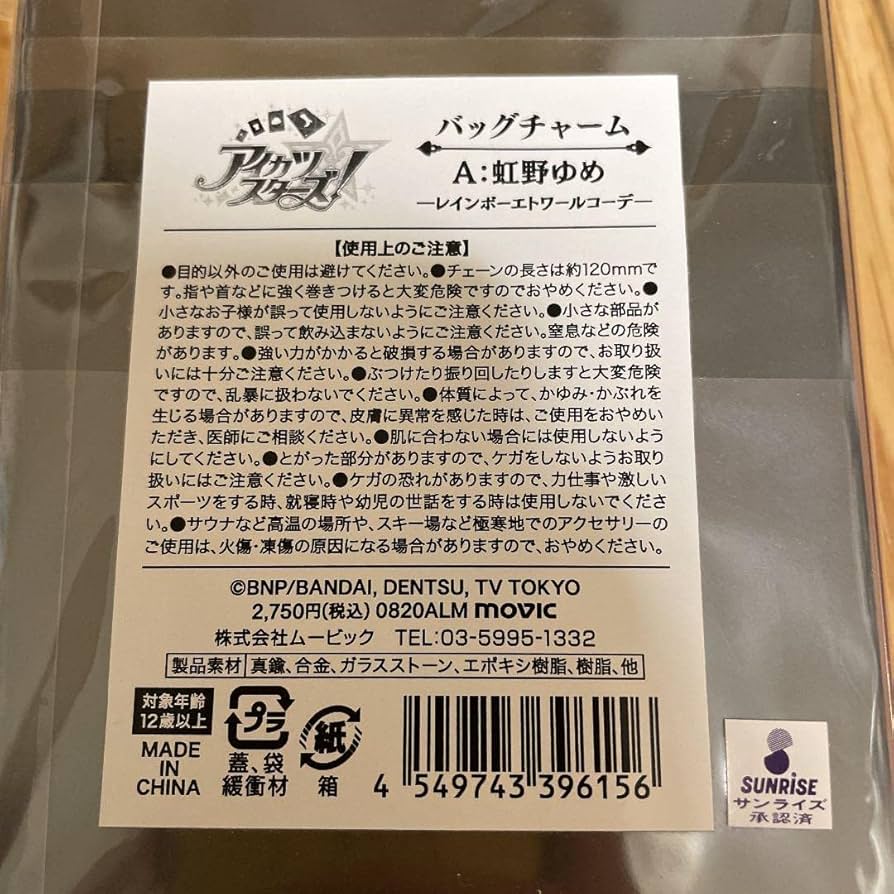 アイカツ
スターズ!
バッグチャーム
A:虹野ゆめ
―レインボーエトワールコーデ―
【使用上のご注意】
●目的以外のご使用は避けてください。●チェーンの長さは約120mmで
す。指や首などに強く巻きつけると大変危険ですのでおやめください。●
小さなお子様が誤って使用しないようにご注意ください。●小さな部品が
ありますので、誤って飲み込まないようにご注意ください。窒息などの危険
があります。●強い力がかかると破損する場合がありますので、お取り扱
いには十分ご注意ください。●ぶつけたり振り回したりしますと大変危険
ですので、乱暴に扱わないでください。●体質によって、かゆみ・かぶれを
生じる場合がありますので、皮膚に異常を感じた時は、ご使用をおやめい
ただき、医師にご相談ください。●肌に合わない場合には使用しないよう
にしてください。●とがった部分がありますので、ケガをしないようお取り
扱いにはご注意ください。●ケガの恐れがありますので、力仕事や激しい
スポーツをする時、就寝時や幼児の世話をする時は使用しないでくださ
い。●サウナなど高温の場所や、スキー場など極寒地でのアクセサリーの
ご使用は、火傷・凍傷の原因になる場合がありますので、おやめください。
©BNP/BANDAI, DENTSU, TV TOKYO
2,750円(税込) 0820ALM movic
株式会社ムービック TEL:03-5995-1332
製品素材 真鍮、合金、ガラスストーン、エポキシ樹脂、樹脂、他
対象年齢
12歳以上
MADE
IN
CHINA
プラ
蓋、袋
緩衝材
紙
箱
4 549743 396156
SUNRISE
サンライズ
承認済